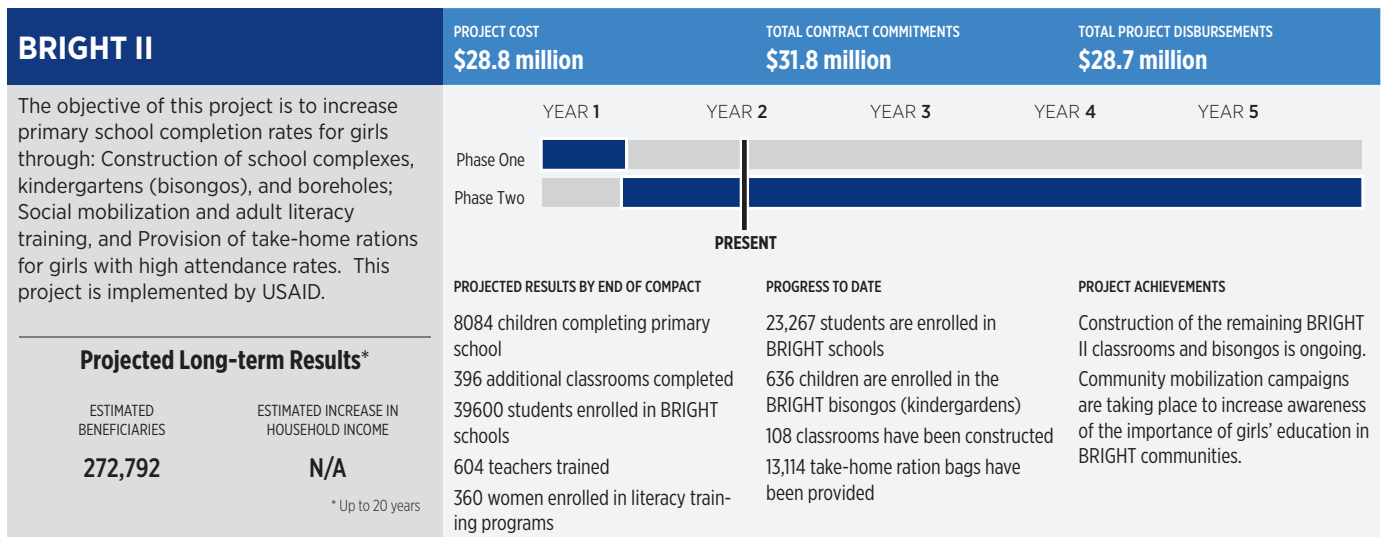 BRIGHT II
PROJECT COST
$28.8 million
TOTAL CONTRACT COMMITMENTS
$31.8 million
TOTAL PROJECT DISBURSEMENTS
$28.7 million
The objective of this project is to increase
primary school completion rates for girls
through: Construction of school complexes,
kindergartens (bisongos), and boreholes;
Social mobilization and adult literacy
training, and Provision of take-home rations
for girls with high attendance rates.  This
project is implemented by USAID.
Projected Long-term Results*
ESTIMATED
BENEFICIARIES
272,792
ESTIMATED INCREASE IN
HOUSEHOLD INCOME
N/A
* Up to 20 years
YEAR 1
YEAR 2
YEAR 3
YEAR 4
YEAR 5
Phase One
Phase Two
PRESENT
PROJECTED RESULTS BY END OF COMPACT
8084 children completing primary
school
396 additional classrooms completed
39600 students enrolled in BRIGHT
schools
604 teachers trained
360 women enrolled in literacy train-
ing programs
PROGRESS TO DATE
23,267 students are enrolled in
BRIGHT schools
636 children are enrolled in the
BRIGHT bisongos (kindergardens)
108 classrooms have been constructed
13,114 take-home ration bags have
been provided
PROJECT ACHIEVEMENTS
Construction of the remaining BRIGHT
II classrooms and bisongos is ongoing.
Community mobilization campaigns
are taking place to increase awareness
of the importance of girls' education in
BRIGHT communities.